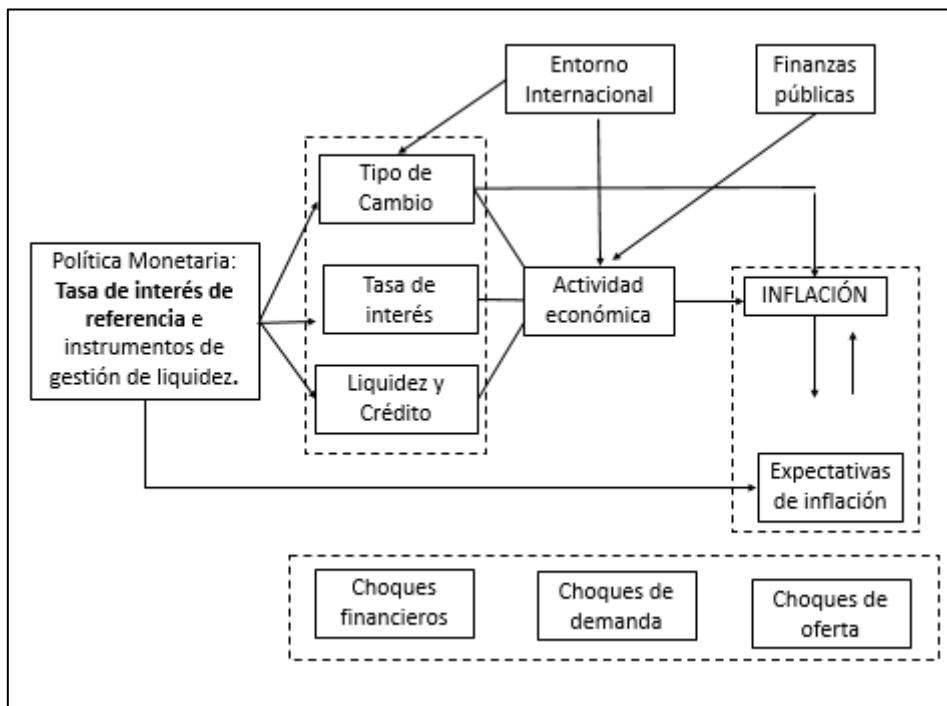 Entorno
Internacional
Finanzas
públicas
Tipo de
Cambio
Política Monetaria:
Tasa de interés de
referencia e
instrumentos de
gestión de liquidez.
Tasa de
interés
Actividad
económica
INFLACIÓN
Liquidez y
Crédito
Expectativas
de inflación
Choques
financieros
Choques de
demanda
Choques de
oferta